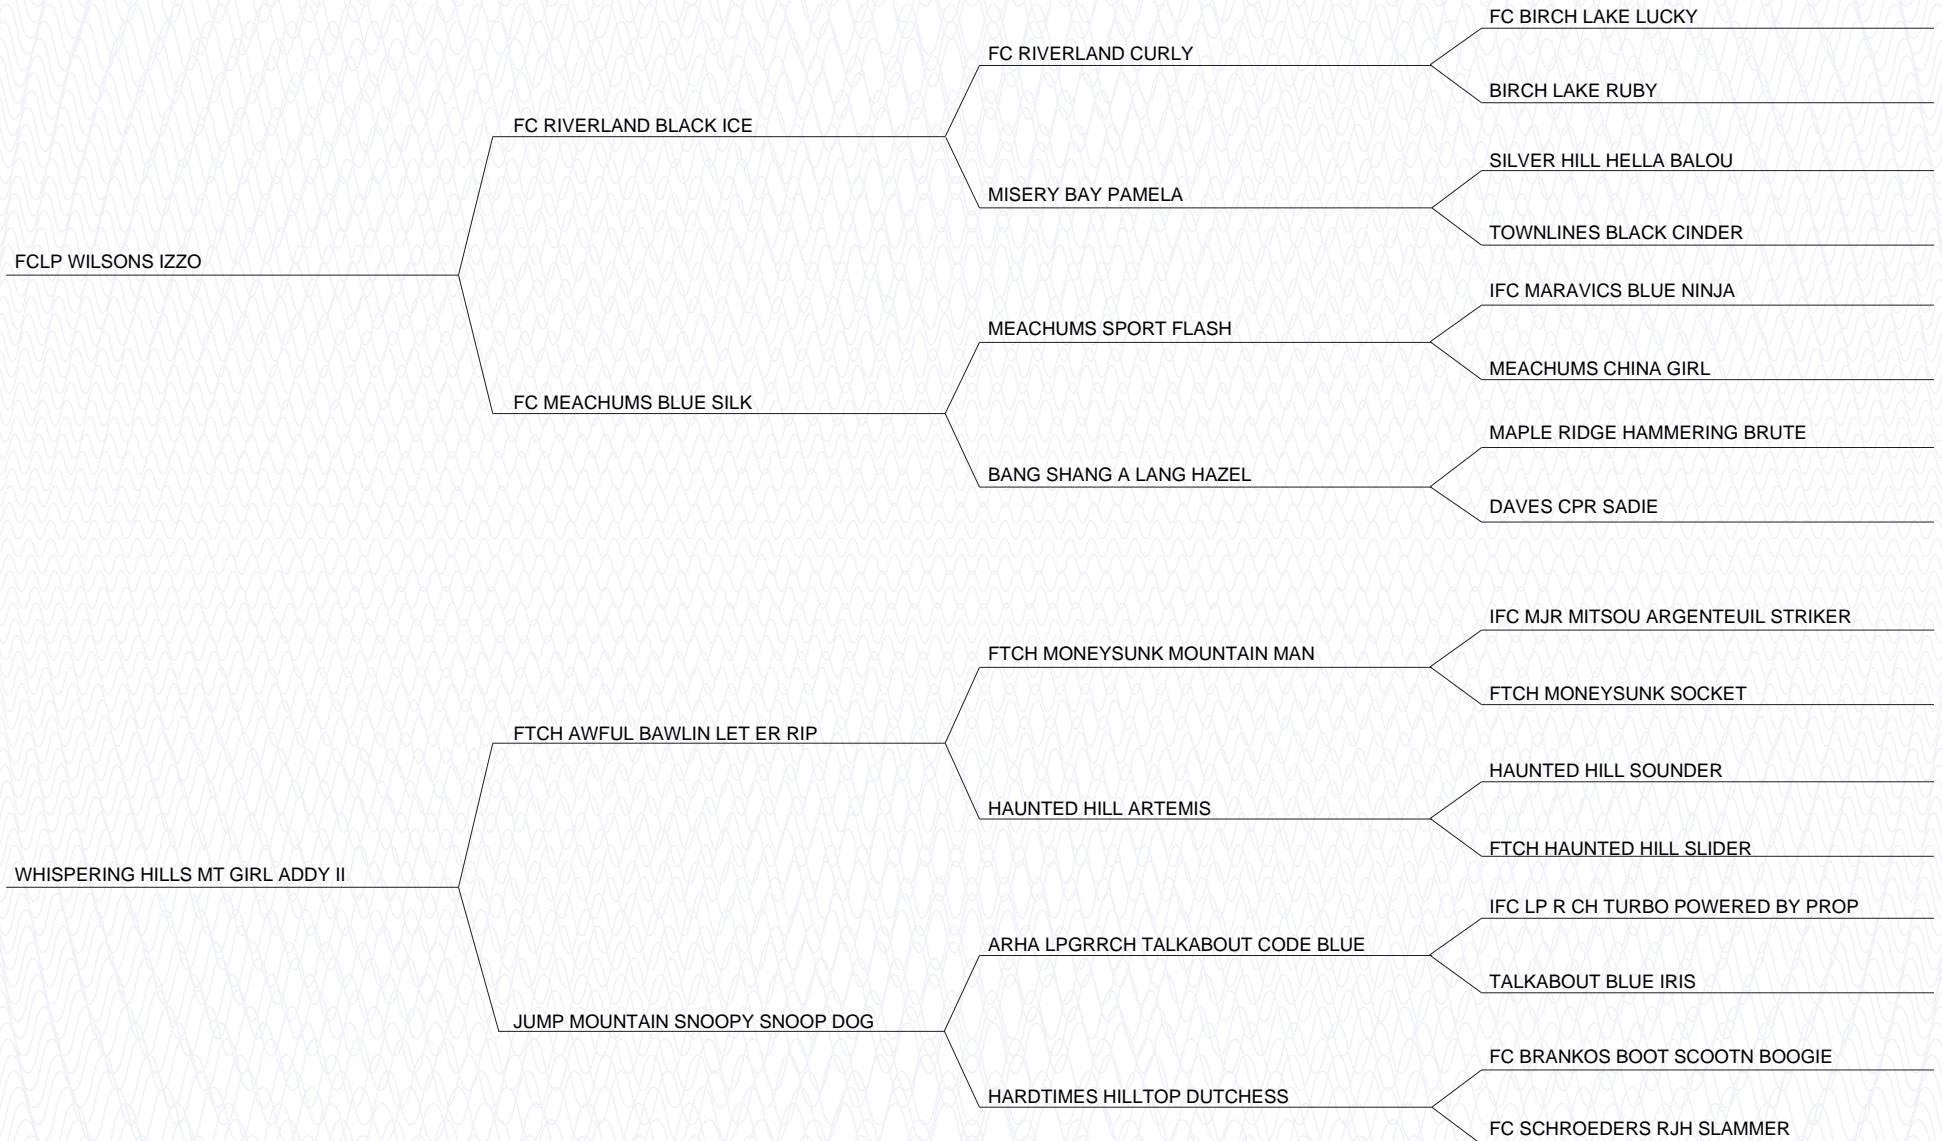 FC BIRCH LAKE LUCKY
FC RIVERLAND CURLY
BIRCH LAKE RUBY
FC RIVERLAND BLACK ICE
SILVER HILL HELLA BALOU
MISERY BAY PAMELA
TOWNLINES BLACK CINDER
FCLP WILSONS IZZO
IFC MARAVICS BLUE NINJA
MEACHUMS SPORT FLASH
MEACHUMS CHINA GIRL
FC MEACHUMS BLUE SILK
MAPLE RIDGE HAMMERING BRUTE
BANG SHANG A LANG HAZEL
DAVES CPR SADIE
IFC MJR MITSOU ARGENTEUIL STRIKER
FTCH MONEYSUNK MOUNTAIN MAN
FTCH MONEYSUNK SOCKET
FTCH AWFUL BAWLIN LET ER RIP
HAUNTED HILL SOUNDER
HAUNTED HILL ARTEMIS
FTCH HAUNTED HILL SLIDER
WHISPERING HILLS MT GIRL ADDY II
IFC LP R CH TURBO POWERED BY PROP
ARHA LPGRRCH TALKABOUT CODE BLUE
TALKABOUT BLUE IRIS
JUMP MOUNTAIN SNOOPY SNOOP DOG
FC BRANKOS BOOT SCOOTN BOOGIE
HARDTIMES HILLTOP DUTCHESS
FC SCHROEDERS RJH SLAMMER